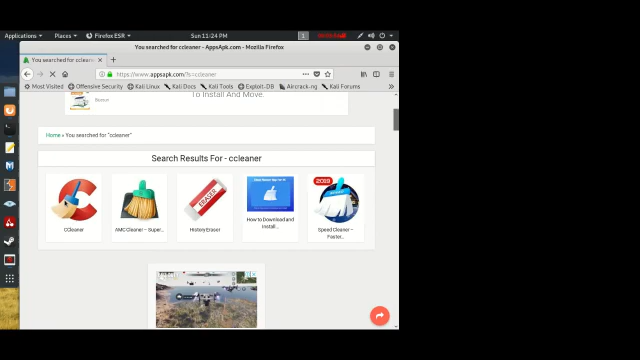 Applications Places Firefox ESR Sun 11:24 PM 1
You searched for ccleaner - AppsApk.com - Mozilla Firefox
You searched for ccleaner
https://www.appsapk.com/?s=ccleaner
Most Visited Offensive Security Kali Linux Kali Docs Kali Tools Exploit-DB Aircrack-ng Kali Forums
To Install And Move.
Home » You searched for "ccleaner"
Search Results For - ccleaner
ERASER
2019
CCleaner
AMC Cleaner – Super...
History Eraser
How to Download and
Install...
Speed Cleaner –
Faster...